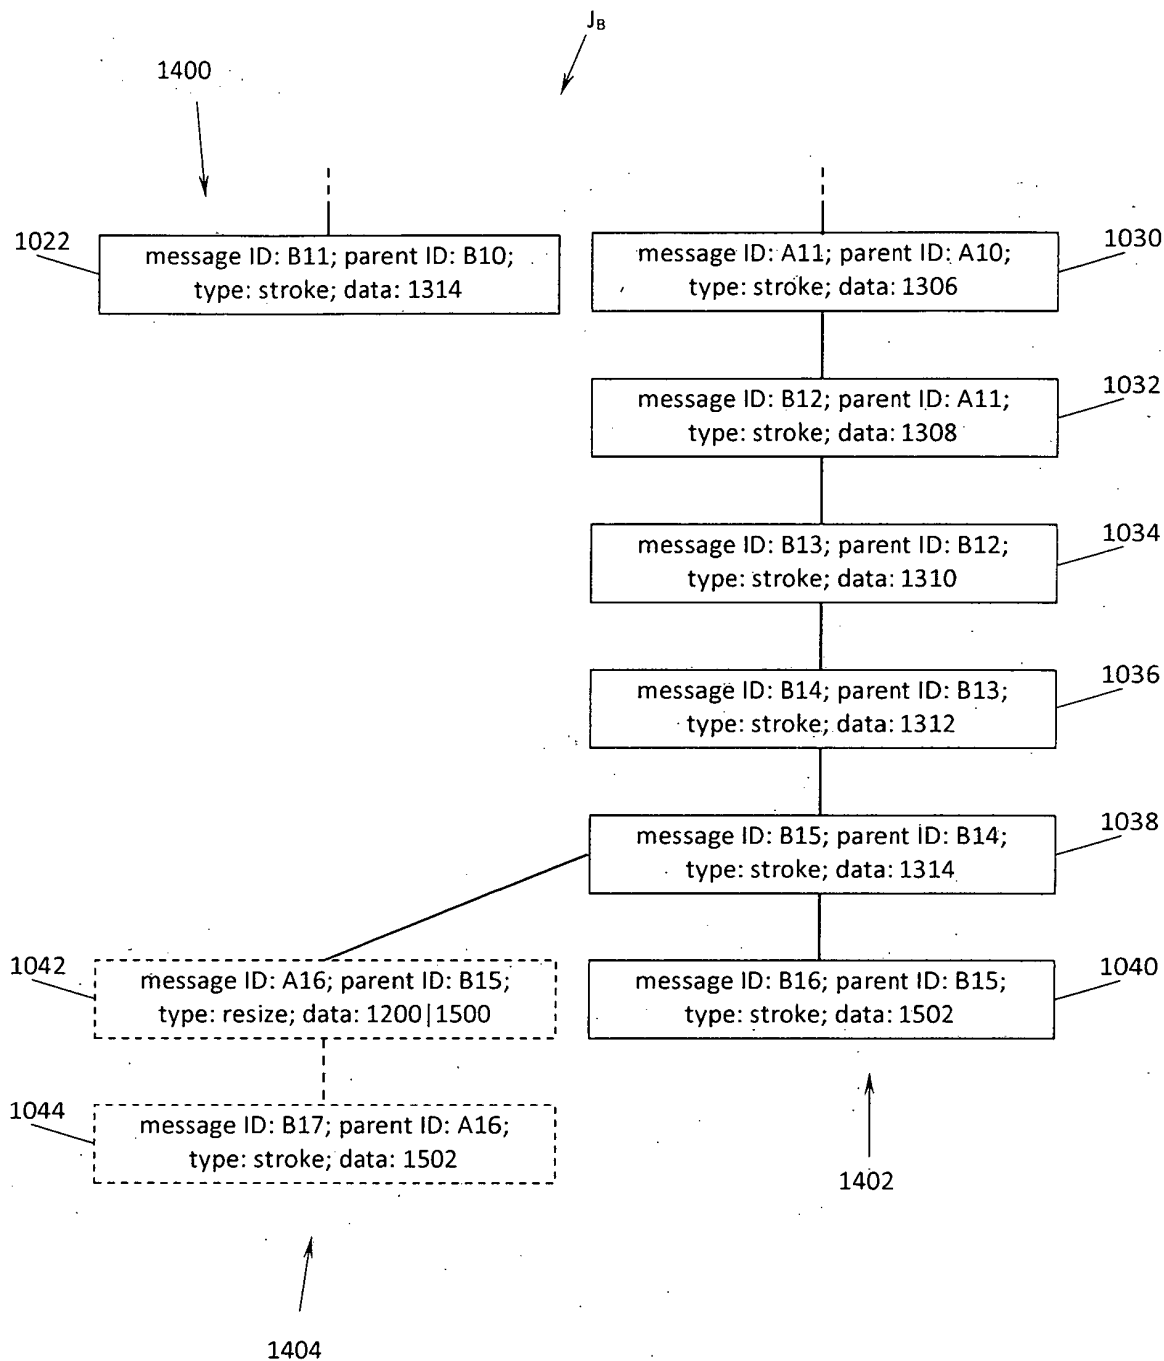 J_B
1400
1022
message ID: B11; parent ID: B10;
type: stroke; data: 1314
message ID: A11; parent ID: A10;
type: stroke; data: 1306
1030
message ID: B12; parent ID: A11;
type: stroke; data: 1308
1032
message ID: B13; parent ID: B12;
type: stroke; data: 1310
1034
message ID: B14; parent ID: B13;
type: stroke; data: 1312
1036
message ID: B15; parent ID: B14;
type: stroke; data: 1314
1038
1042
message ID: A16; parent ID: B15;
type: resize; data: 1200|1500
message ID: B16; parent ID: B15;
type: stroke; data: 1502
1040
1044
message ID: B17; parent ID: A16;
type: stroke; data: 1502
1402
1404